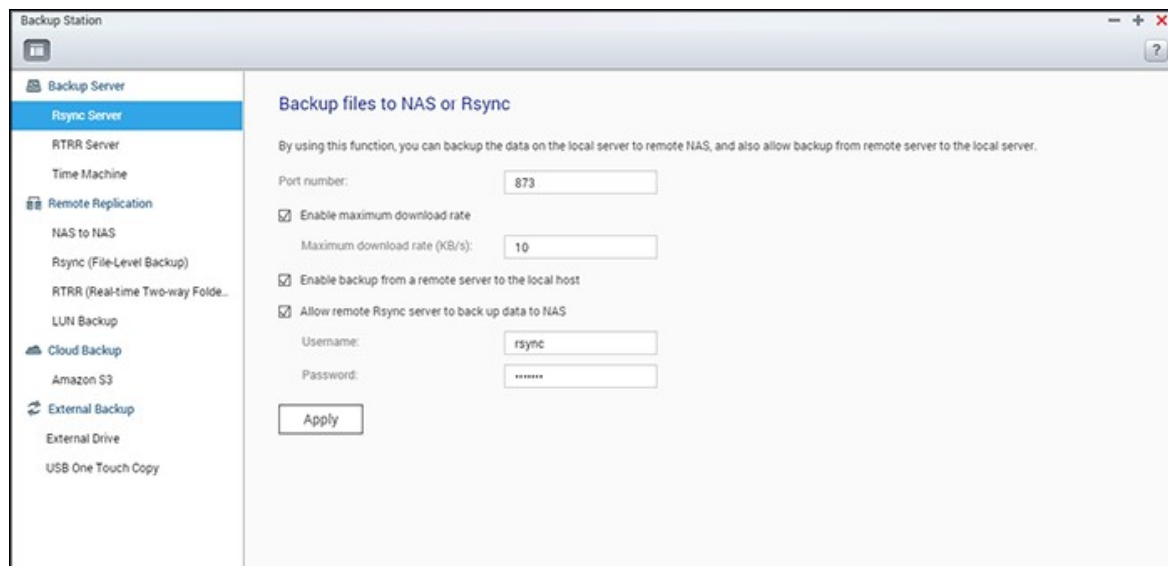 Backup Station
?
Backup Server
Rsync Server
RTRR Server
Time Machine
Remote Replication
NAS to NAS
Rsync (File-Level Backup)
RTRR (Real-time Two-way Folde...
LUN Backup
Cloud Backup
Amazon S3
External Backup
External Drive
USB One Touch Copy
Backup files to NAS or Rsync
By using this function, you can backup the data on the local server to remote NAS, and also allow backup from remote server to the local server.
Port number: 873
Enable maximum download rate
Maximum download rate (KB/s): 10
Enable backup from a remote server to the local host
Allow remote Rsync server to back up data to NAS
Username: rsync
Password: •••••••
Apply